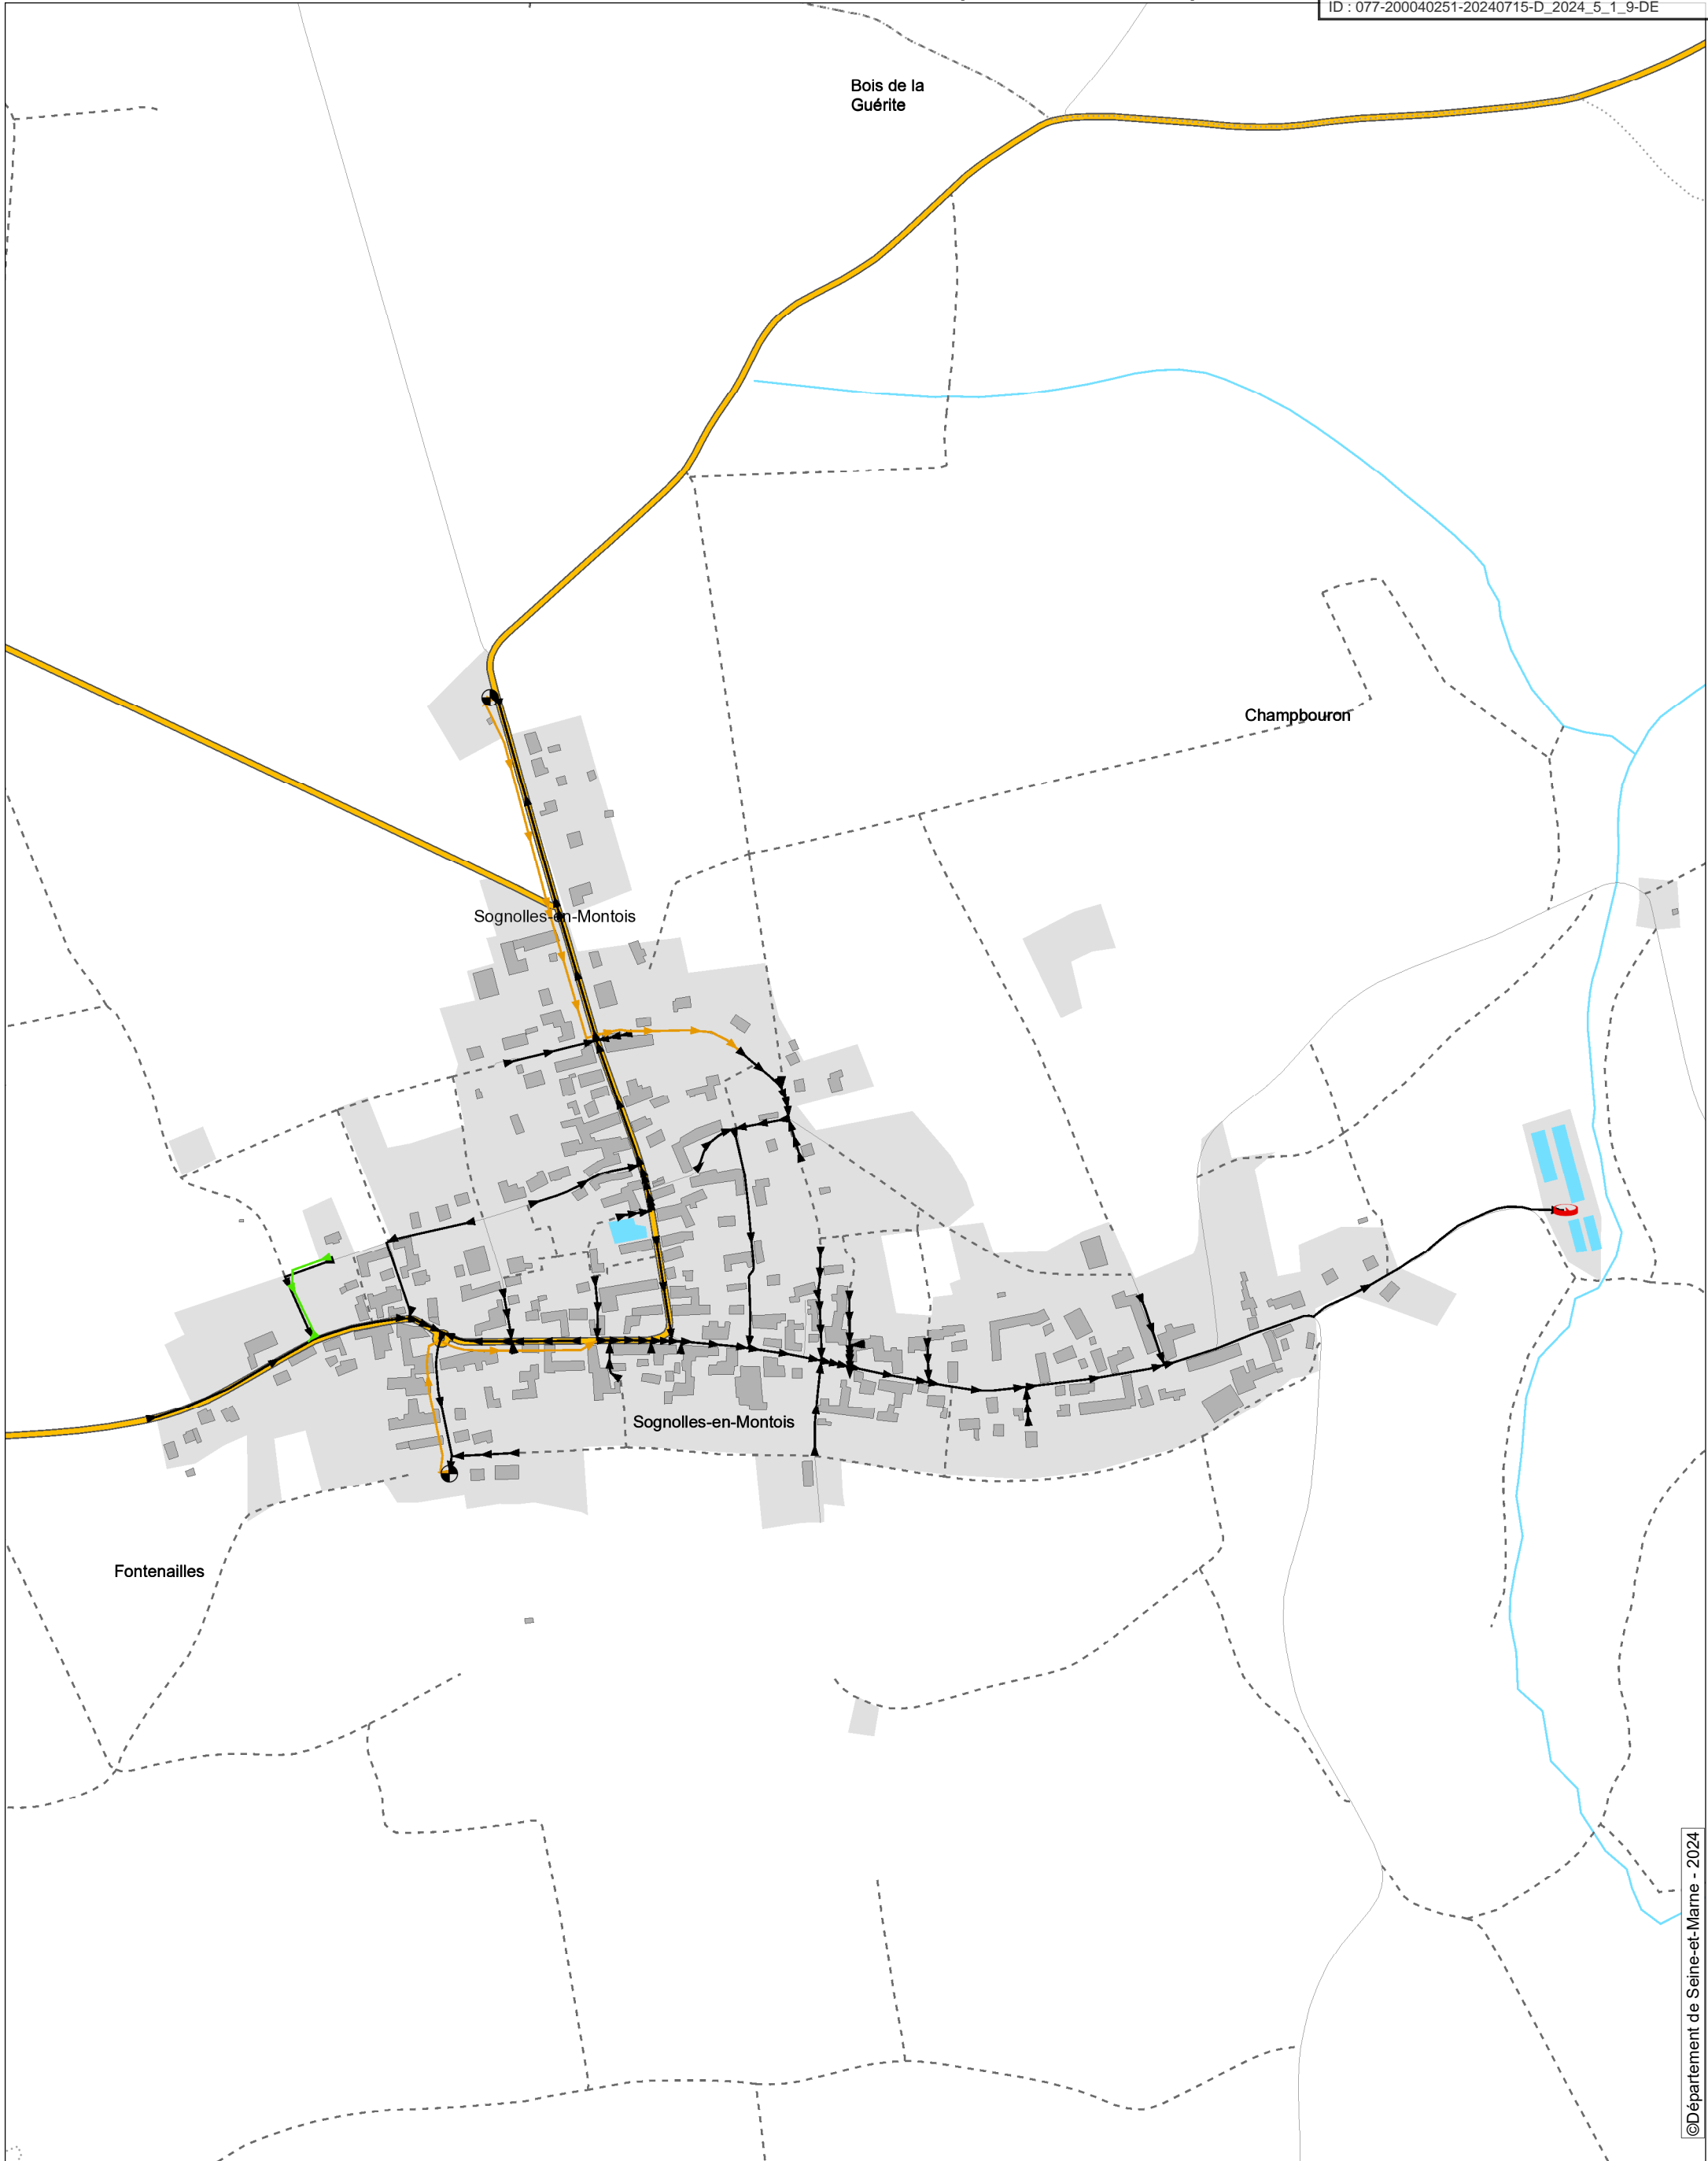 ID : 077-200040251-20240715-D_2024_5_1_9-DE
Bois de la
Guérite
Champbouron
Sognolles-en-Montois
Sognolles-en-Montois
Fontenailles
©Département de Seine-et-Marne - 2024